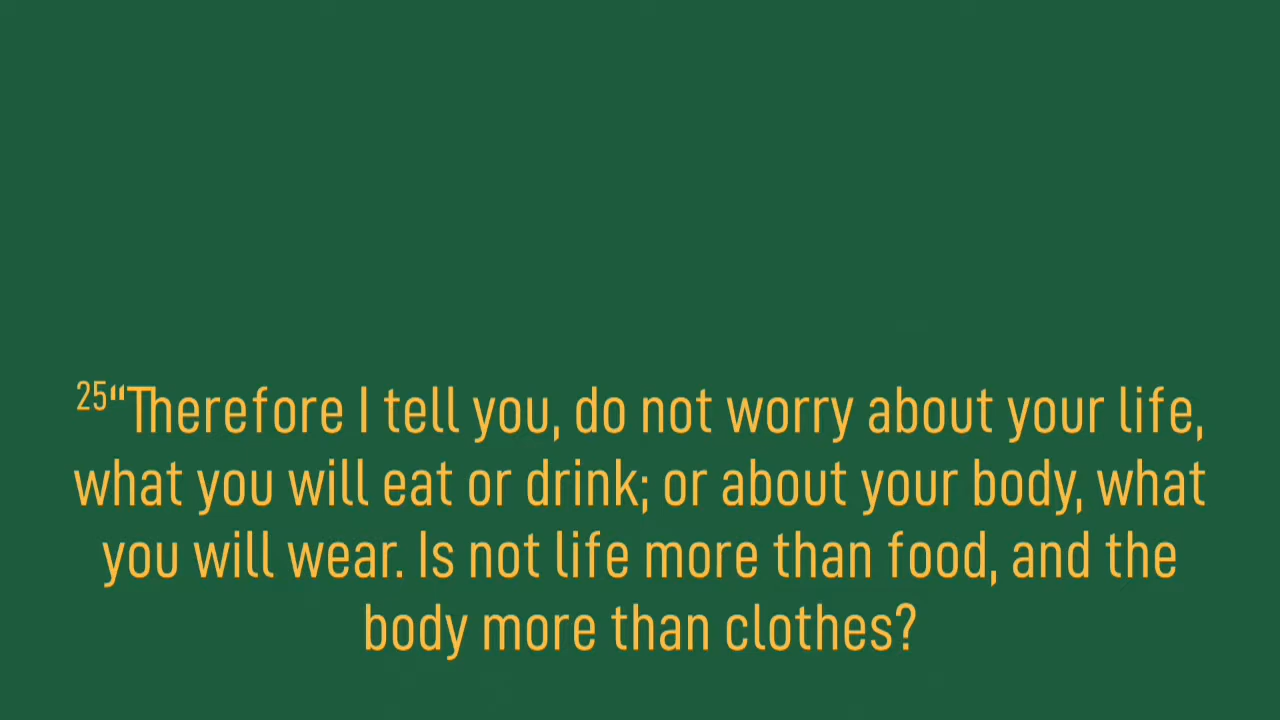 25“Therefore I tell you, do not worry about your life,
what you will eat or drink; or about your body, what
you will wear. Is not life more than food, and the
body more than clothes?